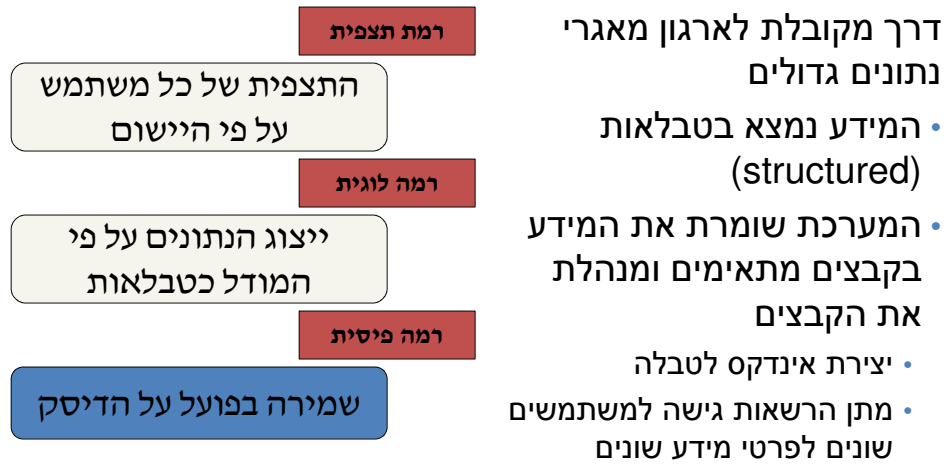 דרך מקובלת לארגון מאגרי
נתונים גדולים
• המידע נמצא בטבלאות
(structured)
• המערכת שומרת את המידע
בקבצים מתאימים ומנהלת
את הקבצים
• יצירת אינדקס לטבלה
• מתן הרשאות גישה למשתמשים
שונים לפרטי מידע שונים
רמת תצפית
התצפית של כל משתמש
על פי היישום
רמה לוגית
ייצוג הנתונים על פי
המודל כטבלאות
רמה פיסית
שמירה בפועל על הדיסק